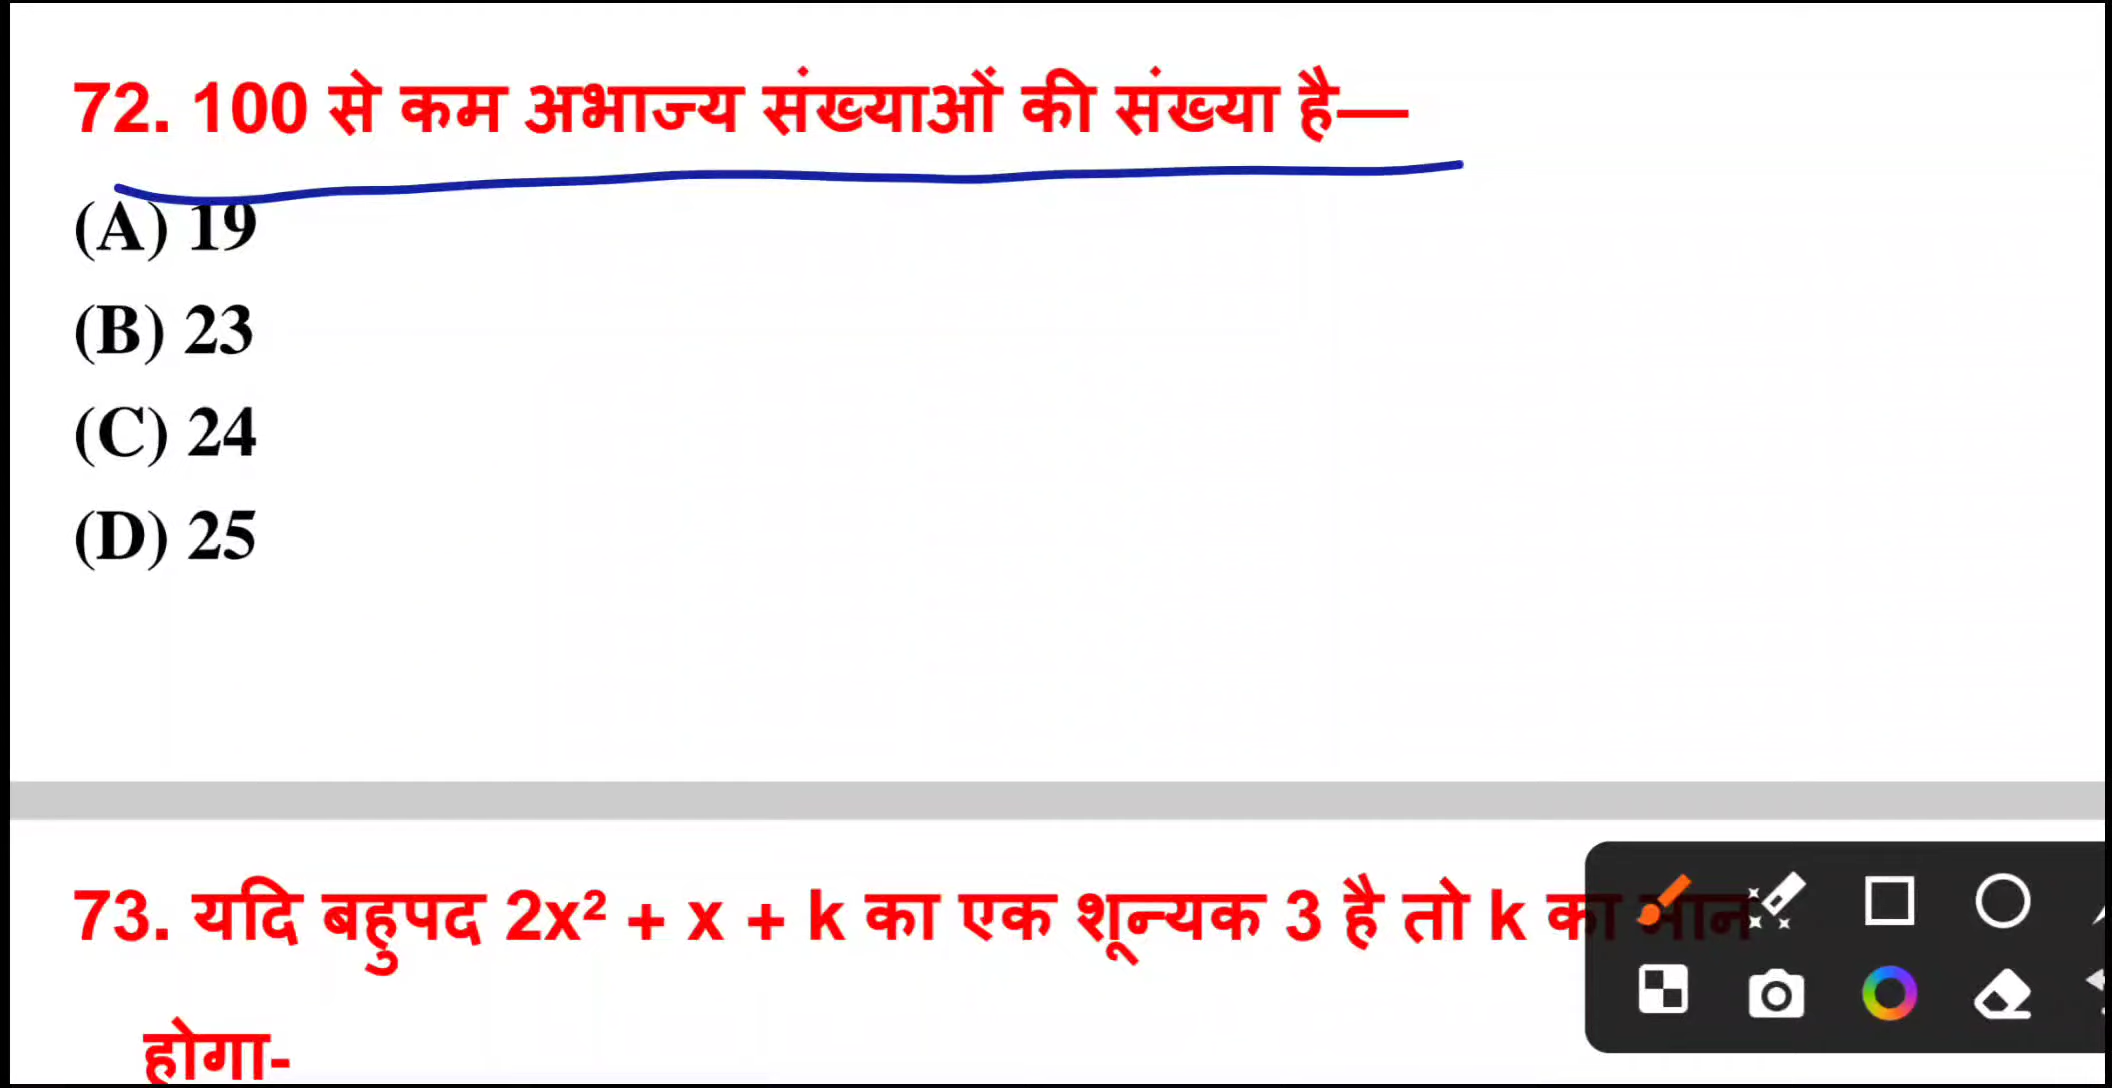 72. 100 से कम अभाज्य संख्याओं की संख्या है—
(A) 19
(B) 23
(C) 24
(D) 25
73. यदि बहुपद 2x² + x + k का एक शून्यक 3 है तो k का मान
होगा-